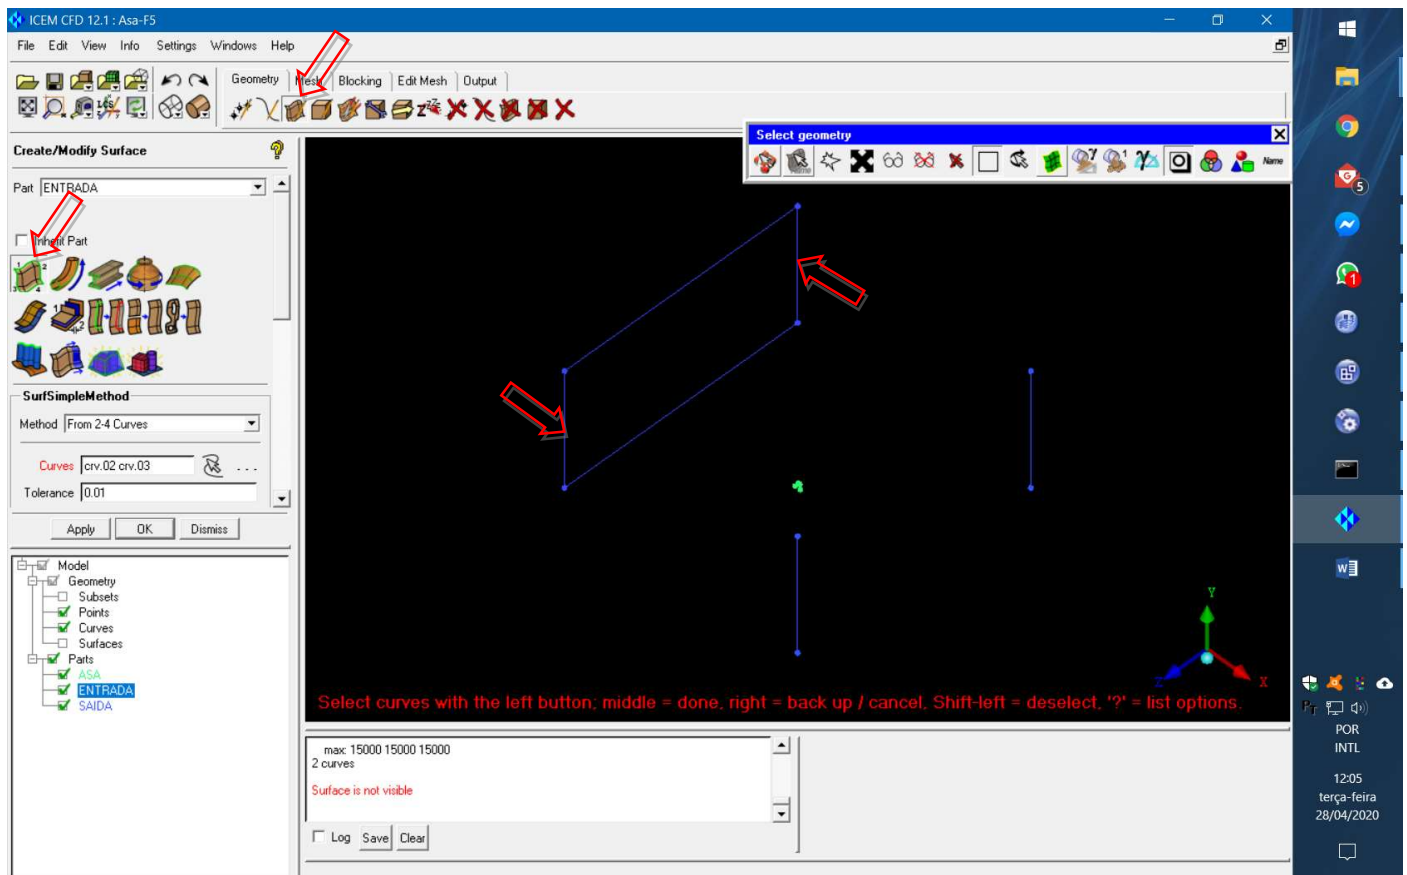 ICEM CFD 12.1 : Asa-F5
File Edit View Info Settings Windows Help
Geometry Mesh Blocking Edit Mesh Output
Select geometry
Name
Create/Modify Surface
Part ENTRADA
Inherit Part
SurfSimpleMethod
Method From 2-4 Curves
Curves crv.02 crv.03 ...
Tolerance 0.01
Apply OK Dismiss
Model
Geometry
Subsets
Points
Curves
Surfaces
Parts
ASA
ENTRADA
SAIDA
Y
Z X
Select curves with the left button; middle = done, right = back up / cancel, Shift-left = deselect, '?' = list options.
max: 15000 15000 15000
2 curves
Surface is not visible
Log Save Clear
5
1
POR
INTL
12:05
terça-feira
28/04/2020